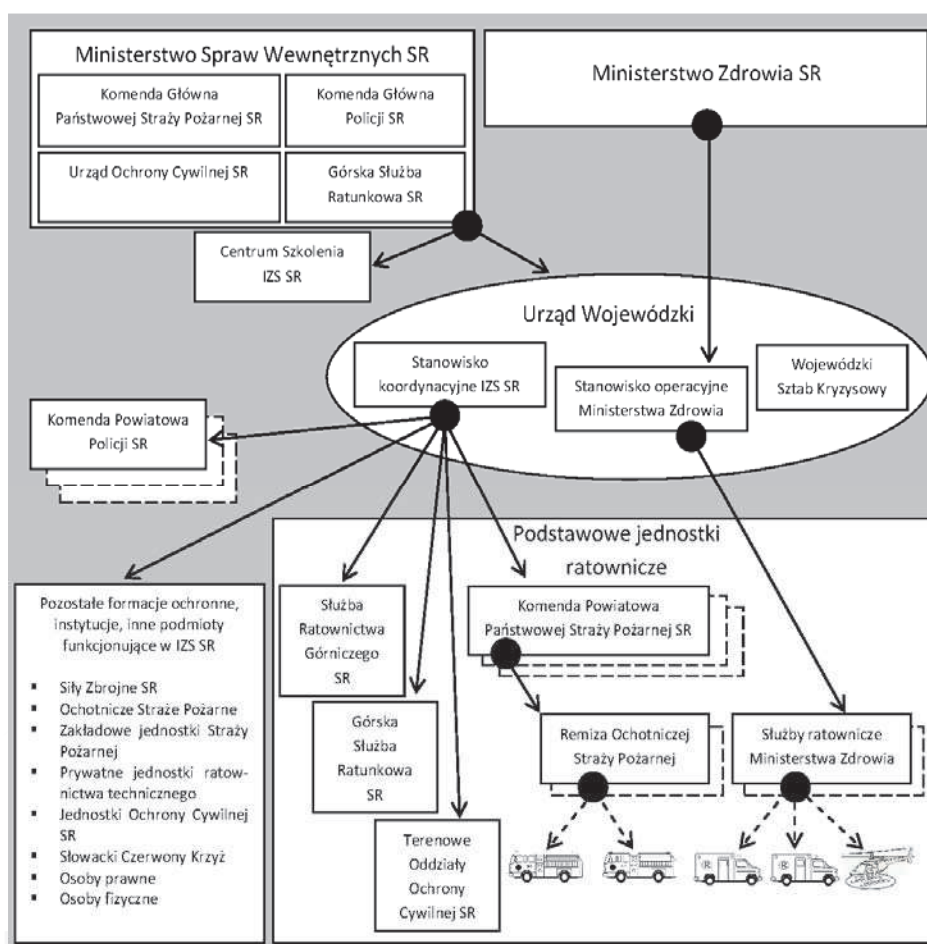 Ministerstwo Spraw Wewnętrznych SR
Komenda Główna
Państwowej Straży Pożarnej SR
Komenda Główna
Policji SR
Urząd Ochrony Cywilnej SR
Górska Służba
Ratunkowa SR
Ministerstwo Zdrowia SR
Centrum Szkolenia
IZS SR
Urząd Wojewódzki
Stanowisko
koordynacyjne IZS SR
Stanowisko operacyjne
Ministerstwa Zdrowia
Wojewódzki
Sztab Kryzysowy
Komenda Powiatowa
Policji SR
Pozostałe formacje ochronne,
instytucje, inne podmioty
funkcjonujące w IZS SR
▪ Siły Zbrojne SR
▪ Ochotnicze Straże Pożarne
▪ Zakładowe jednostki Straży
Pożarnej
▪ Prywatne jednostki ratow-
nictwa technicznego
▪ Jednostki Ochrony Cywilnej
SR
▪ Słowacki Czerwony Krzyż
▪ Osoby prawne
▪ Osoby fizyczne
Podstawowe jednostki
ratownicze
Służba
Ratownictwa
Górniczego
SR
Górska
Służba
Ratunkowa
SR
Terenowe
Oddziały
Ochrony
Cywilnej SR
Komenda Powiatowa
Państwowej Straży Pożarnej SR
Remiza Ochotniczej
Straży Pożarnej
Służby ratownicze
Ministerstwa Zdrowia